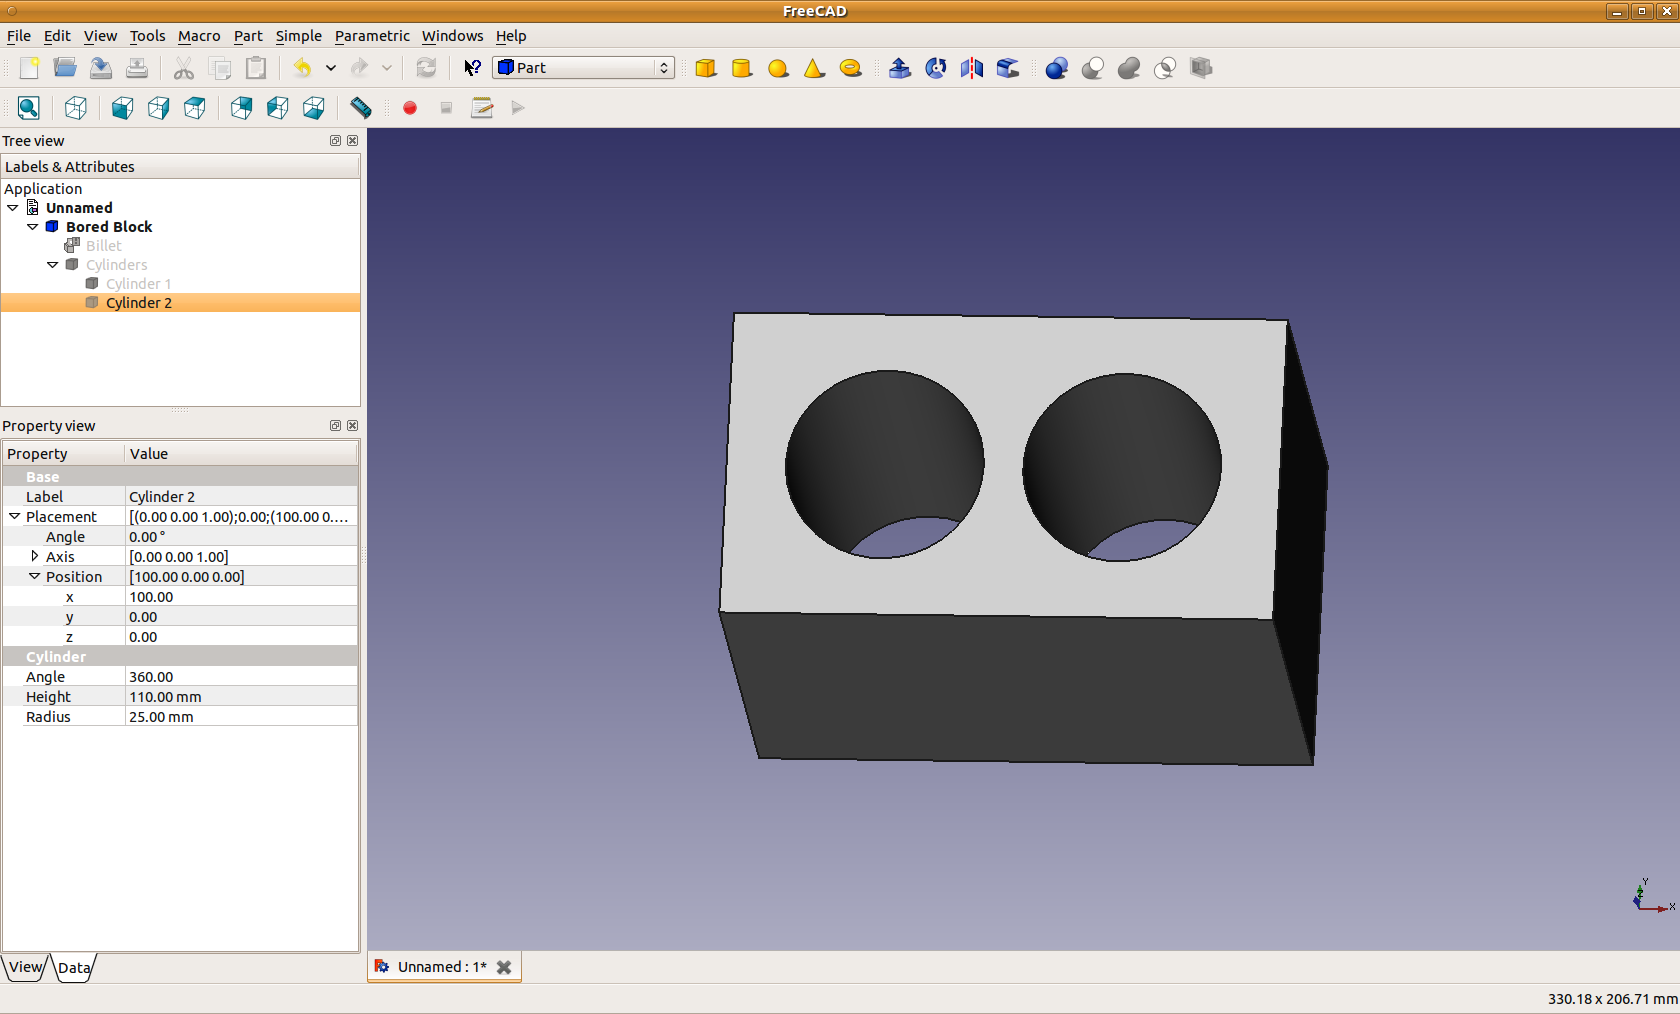 FreeCAD
File Edit View Tools Macro Part Simple Parametric Windows Help
Part
Tree view
Labels & Attributes
Application
Unnamed
Bored Block
Billet
Cylinders
Cylinder 1
Cylinder 2
Property view
Property Value
Base
Label Cylinder 2
Placement [(0.00 0.00 1.00);0.00;(100.00 0....
Angle 0.00 °
Axis [0.00 0.00 1.00]
Position [100.00 0.00 0.00]
x 100.00
y 0.00
z 0.00
Cylinder
Angle 360.00
Height 110.00 mm
Radius 25.00 mm
View Data
Unnamed : 1*
Y
Z
X
330.18 x 206.71 mm